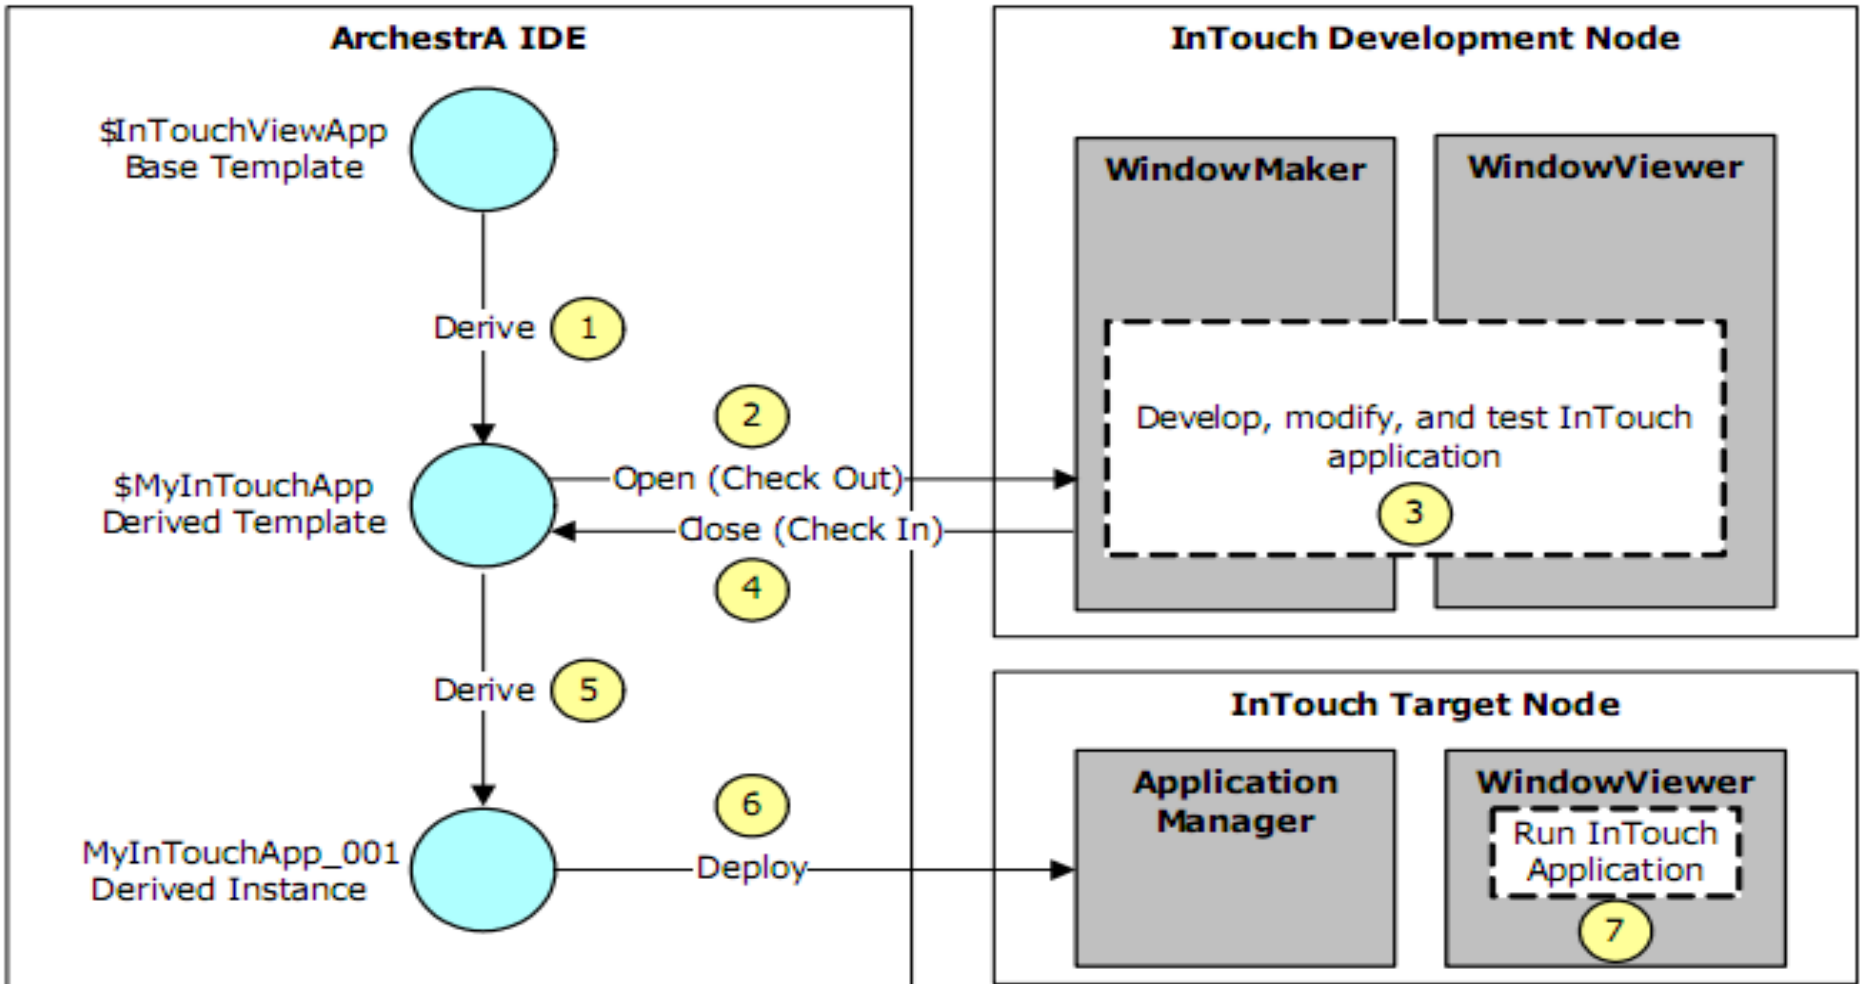 ArchestrA IDE
$InTouchViewApp
Base Template
Derive 1
2
$MyInTouchApp
Derived Template
Open (Check Out)
Close (Check In)
4
Derive 5
MyInTouchApp_001
Derived Instance
6
Deploy
InTouch Development Node
WindowMaker
WindowViewer
Develop, modify, and test InTouch
application
3
InTouch Target Node
Application
Manager
WindowViewer
Run InTouch
Application
7